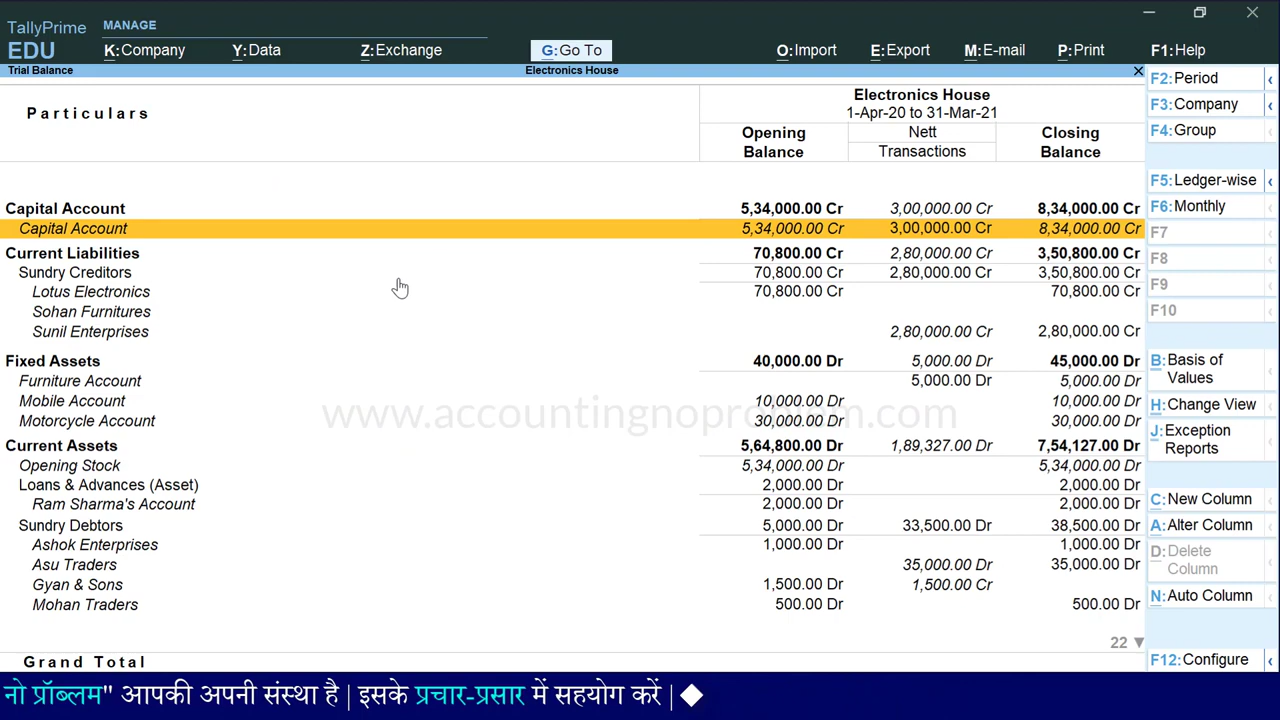 TallyPrime MANAGE
EDU K:Company Y:Data Z:Exchange G:Go To O:Import E:Export M:E-mail P:Print F1:Help
Trial Balance Electronics House
F2:Period
Particulars Electronics House
1-Apr-20 to 31-Mar-21
F3:Company
Opening Balance Nett Transactions Closing Balance
F4:Group
F5:Ledger-wise
F6:Monthly
F7
F8
F9
F10
Capital Account 5,34,000.00 Cr 3,00,000.00 Cr 8,34,000.00 Cr
Capital Account 5,34,000.00 Cr 3,00,000.00 Cr 8,34,000.00 Cr
Current Liabilities 70,800.00 Cr 2,80,000.00 Cr 3,50,800.00 Cr
Sundry Creditors 70,800.00 Cr 2,80,000.00 Cr 3,50,800.00 Cr
Lotus Electronics 70,800.00 Cr 70,800.00 Cr
Sohan Furnitures
Sunil Enterprises 2,80,000.00 Cr 2,80,000.00 Cr
Fixed Assets 40,000.00 Dr 5,000.00 Dr 45,000.00 Dr
Furniture Account 5,000.00 Dr 5,000.00 Dr
Mobile Account 10,000.00 Dr 10,000.00 Dr
www.accountingnoproblem.com
Motorcycle Account 30,000.00 Dr 30,000.00 Dr
Current Assets 5,64,800.00 Dr 1,89,327.00 Dr 7,54,127.00 Dr
Opening Stock 5,34,000.00 Dr 5,34,000.00 Dr
Loans & Advances (Asset) 2,000.00 Dr 2,000.00 Dr
Ram Sharma's Account 2,000.00 Dr 2,000.00 Dr
Sundry Debtors 5,000.00 Dr 33,500.00 Dr 38,500.00 Dr
Ashok Enterprises 1,000.00 Dr 1,000.00 Dr
Asu Traders 35,000.00 Dr 35,000.00 Dr
Gyan & Sons 1,500.00 Dr 1,500.00 Cr
Mohan Traders 500.00 Dr 500.00 Dr
22
Grand Total
B:Basis of Values
H:Change View
J:Exception Reports
C:New Column
A:Alter Column
D:Delete Column
N:Auto Column
F12:Configure
नो प्रॉब्लम" आपकी अपनी संस्था है | इसके प्रचार-प्रसार में सहयोग करें |